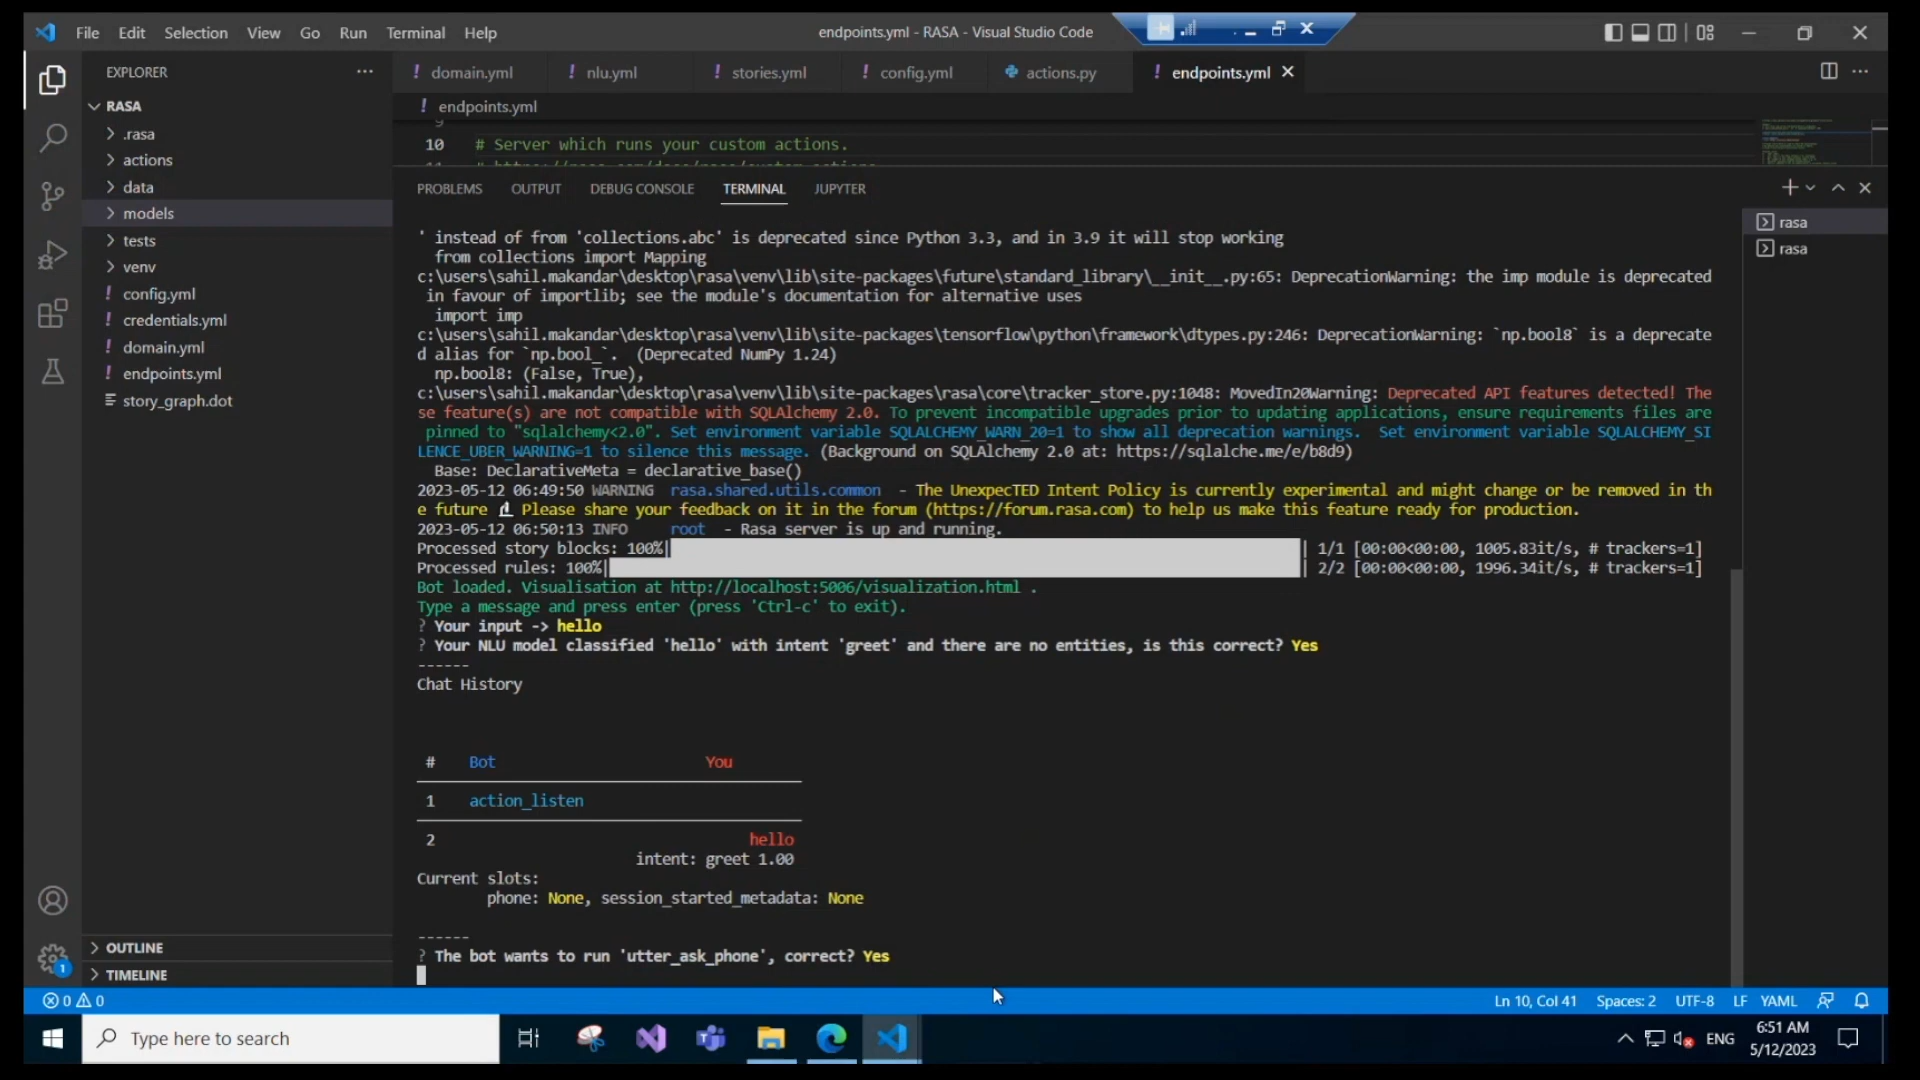 File Edit Selection View Go Run Terminal Help
endpoints.yml - RASA - Visual Studio Code
EXPLORER
RASA
.rasa
actions
data
models
tests
venv
! config.yml
! credentials.yml
! domain.yml
! endpoints.yml
story_graph.dot
OUTLINE
TIMELINE
! domain.yml ! nlu.yml ! stories.yml ! config.yml actions.py ! endpoints.yml
! endpoints.yml
9
10 # Server which runs your custom actions.
PROBLEMS OUTPUT DEBUG CONSOLE TERMINAL JUPYTER
rasa
rasa
' instead of from 'collections.abc' is deprecated since Python 3.3, and in 3.9 it will stop working
from collections import Mapping
c:\users\sahil.makandar\desktop\rasa\venv\lib\site-packages\future\standard_library\__init__.py:65: DeprecationWarning: the imp module is deprecated
in favour of importlib; see the module's documentation for alternative uses
import imp
c:\users\sahil.makandar\desktop\rasa\venv\lib\site-packages\tensorflow\python\framework\dtypes.py:246: DeprecationWarning: `np.bool8` is a deprecate
d alias for `np.bool_`.  (Deprecated NumPy 1.24)
np.bool8: (False, True),
c:\users\sahil.makandar\desktop\rasa\venv\lib\site-packages\rasa\core\tracker_store.py:1048: MovedIn20Warning: Deprecated API features detected! The
se feature(s) are not compatible with SQLAlchemy 2.0. To prevent incompatible upgrades prior to updating applications, ensure requirements files are
pinned to "sqlalchemy<2.0". Set environment variable SQLALCHEMY_WARN_20=1 to show all deprecation warnings.  Set environment variable SQLALCHEMY_SI
LENCE_UBER_WARNING=1 to silence this message. (Background on SQLAlchemy 2.0 at: https://sqlalche.me/e/b8d9)
Base: DeclarativeMeta = declarative_base()
2023-05-12 06:49:50 WARNING  rasa.shared.utils.common  - The UnexpecTED Intent Policy is currently experimental and might change or be removed in th
e future Please share your feedback on it in the forum (https://forum.rasa.com) to help us make this feature ready for production.
2023-05-12 06:50:13 INFO     root  - Rasa server is up and running.
Processed story blocks: 100%| | 1/1 [00:00<00:00, 1005.83it/s, # trackers=1]
Processed rules: 100%| | 2/2 [00:00<00:00, 1996.34it/s, # trackers=1]
Bot loaded. Visualisation at http://localhost:5006/visualization.html .
Type a message and press enter (press 'Ctrl-c' to exit).
? Your input -> hello
? Your NLU model classified 'hello' with intent 'greet' and there are no entities, is this correct? Yes
------
Chat History
# Bot You
1 action_listen
2 hello
intent: greet 1.00
Current slots:
phone: None, session_started_metadata: None
------
? The bot wants to run 'utter_ask_phone', correct? Yes
1
0 0
Ln 10, Col 41 Spaces: 2 UTF-8 LF YAML
Type here to search
ENG
6:51 AM
5/12/2023